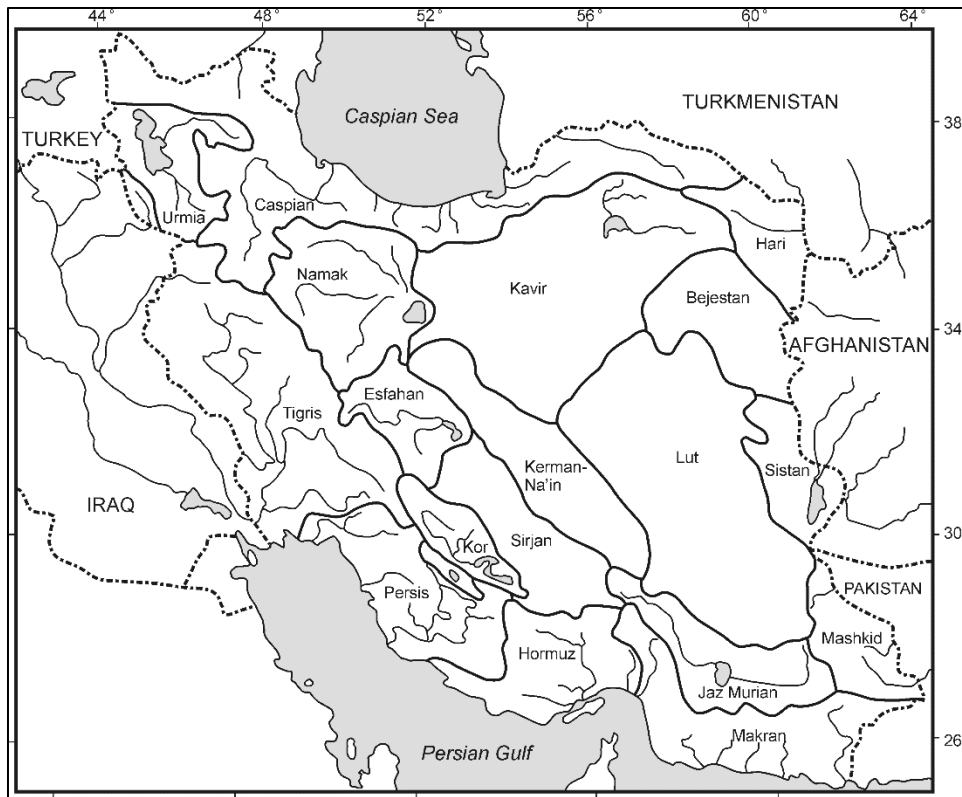 44° 48° 52° 56° 60° 64°
Caspian Sea
TURKMENISTAN
38
TURKEY
Urmia
Caspian
Hari
Namak
Kavir
Bejestan
34
AFGHANISTAN
Esfahan
Tigris
Kerman-
Na'in
Lut
Sistan
IRAQ
30
Sirjan
Kor
Persis
PAKISTAN
Mashkid
Hormuz
Jaz Murian
Makran
26
Persian Gulf